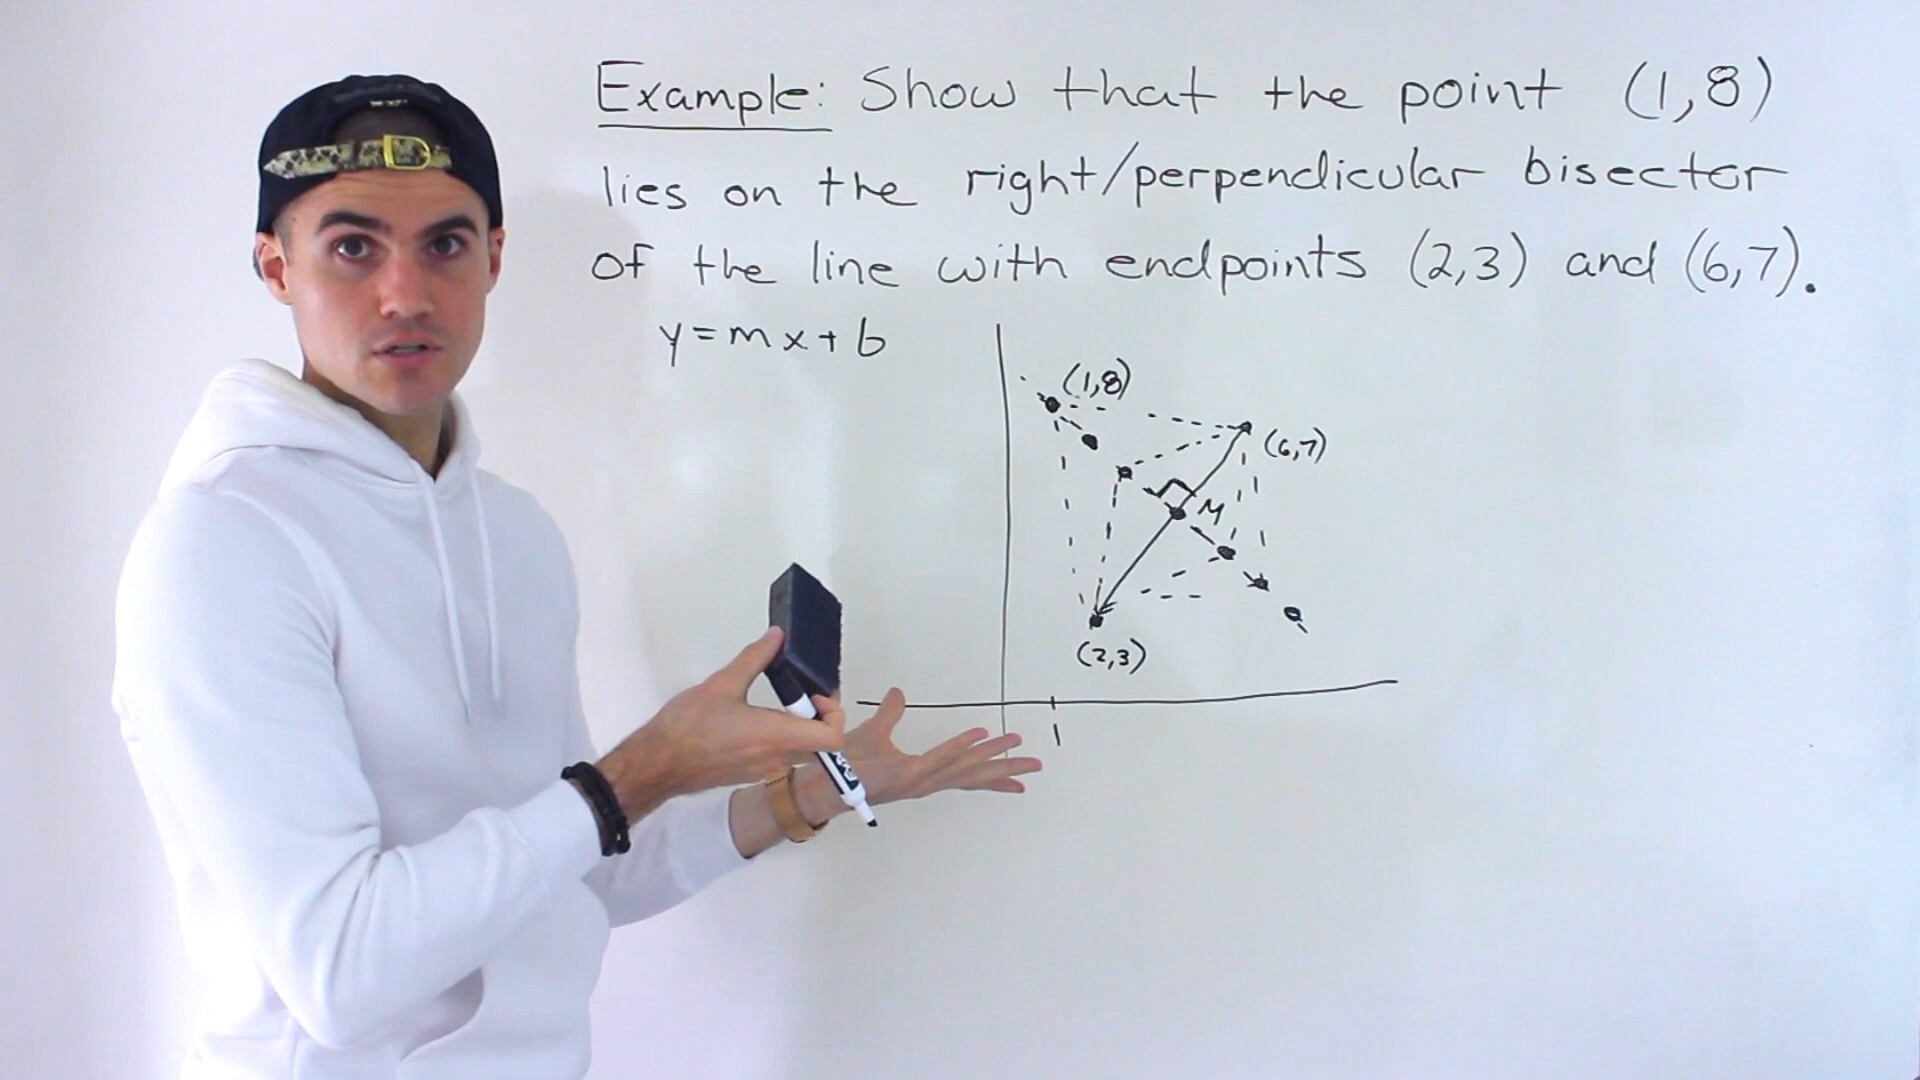 Example: Show that the point (1,8)
lies on the right/perpendicular bisector
of the line with endpoints (2,3) and (6,7).
y=mx+b
(1,8)
(6,7)
M
(2,3)
1